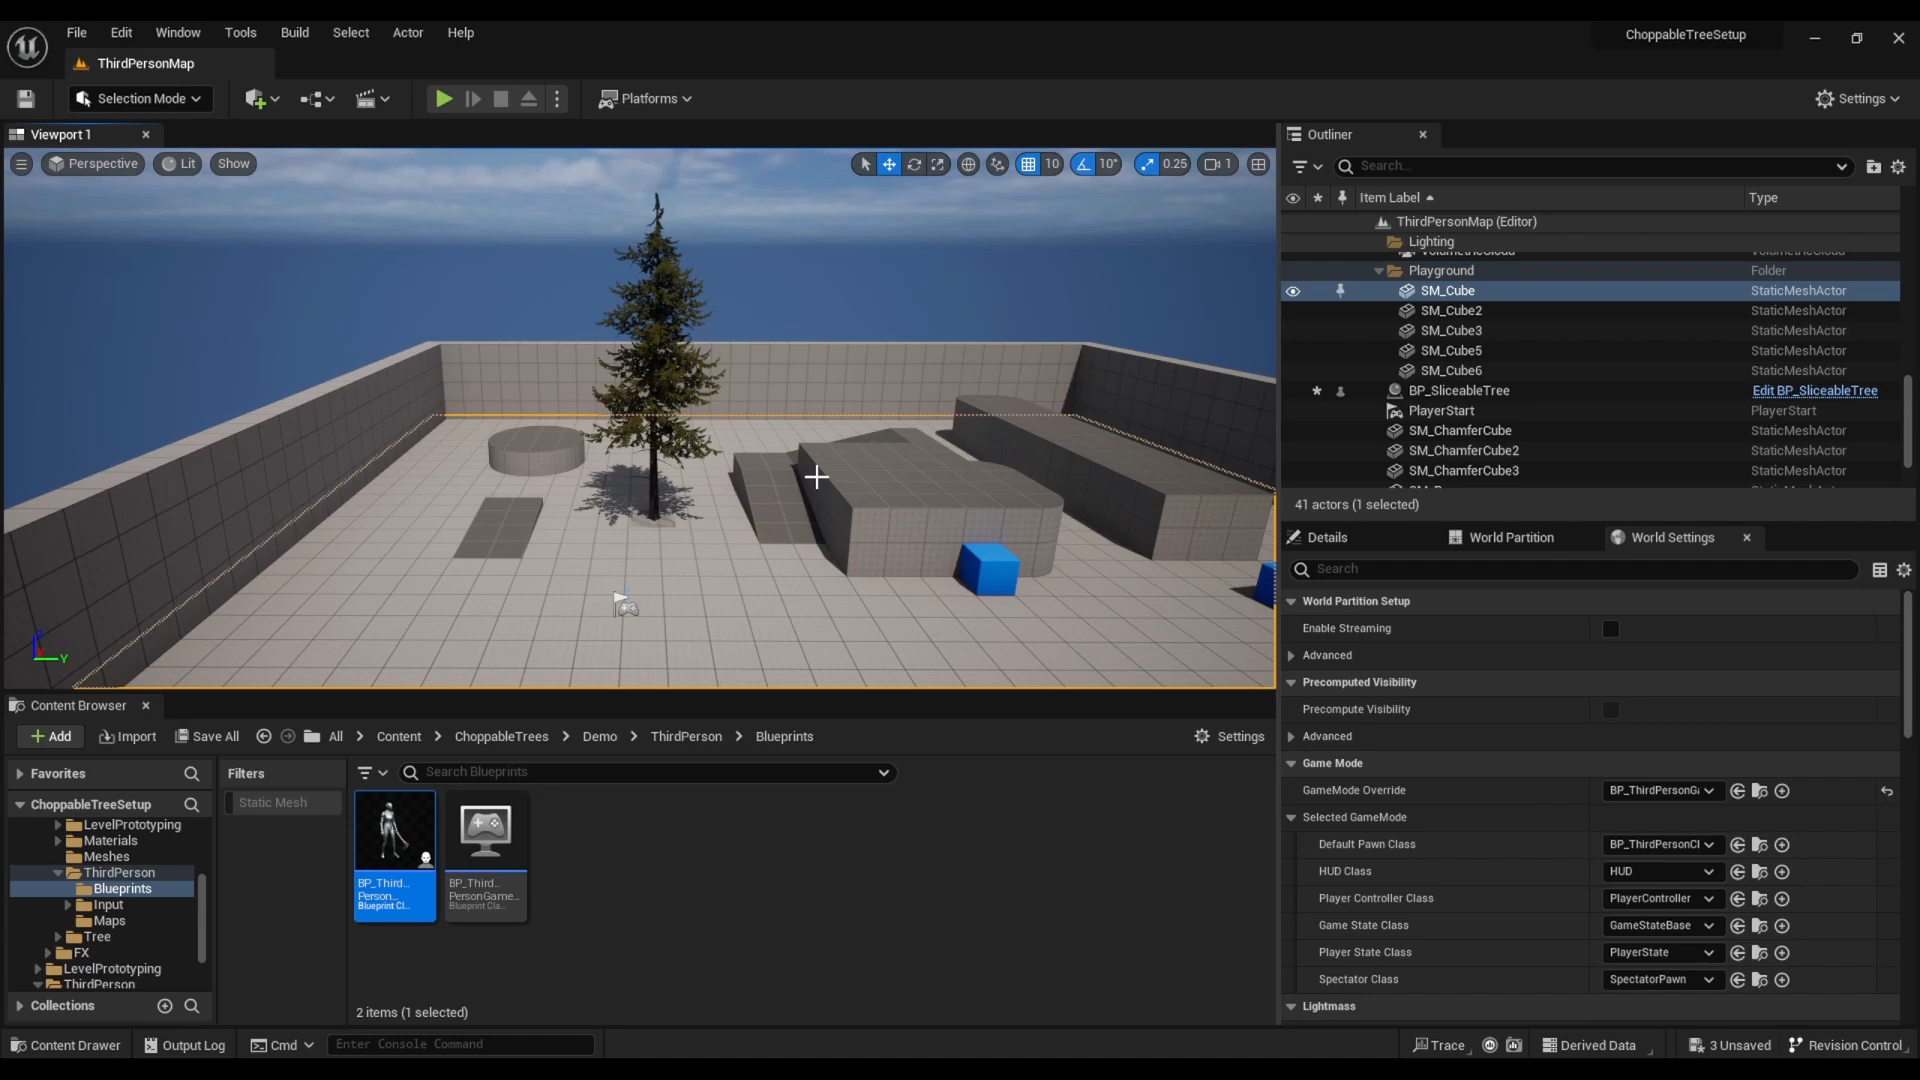 File Edit Window Tools Build Select Actor Help
ChoppableTreeSetup
ThirdPersonMap
Selection Mode
Platforms
Settings
Viewport 1
Perspective
Lit
Show
10
10°
0.25
1
Outliner
Search...
Item Label
Type
ThirdPersonMap (Editor)
Lighting
Playground Folder
SM_Cube StaticMeshActor
SM_Cube2 StaticMeshActor
SM_Cube3 StaticMeshActor
SM_Cube5 StaticMeshActor
SM_Cube6 StaticMeshActor
BP_SliceableTree Edit BP_SliceableTree
PlayerStart PlayerStart
SM_ChamferCube StaticMeshActor
SM_ChamferCube2 StaticMeshActor
SM_ChamferCube3 StaticMeshActor
41 actors (1 selected)
Details
World Partition
World Settings
Search
World Partition Setup
Enable Streaming
Advanced
Precomputed Visibility
Precompute Visibility
Advanced
Game Mode
GameMode Override BP_ThirdPersonG
Selected GameMode
Default Pawn Class BP_ThirdPersonCl
HUD Class HUD
Player Controller Class PlayerController
Game State Class GameStateBase
Player State Class PlayerState
Spectator Class SpectatorPawn
Lightmass
Content Browser
Add
Import
Save All
All > Content > ChoppableTrees > Demo > ThirdPerson > Blueprints
Settings
Favorites
ChoppableTreeSetup
LevelPrototyping
Materials
Meshes
ThirdPerson
Blueprints
Input
Maps
Tree
FX
LevelPrototyping
ThirdPerson
Collections
Filters
Static Mesh
Search Blueprints
BP_Third...
Person...
Blueprint Cl...
BP_Third...
PersonGame...
Blueprint Cla...
2 items (1 selected)
Content Drawer
Output Log
Cmd
Enter Console Command
Trace
Derived Data
3 Unsaved
Revision Control